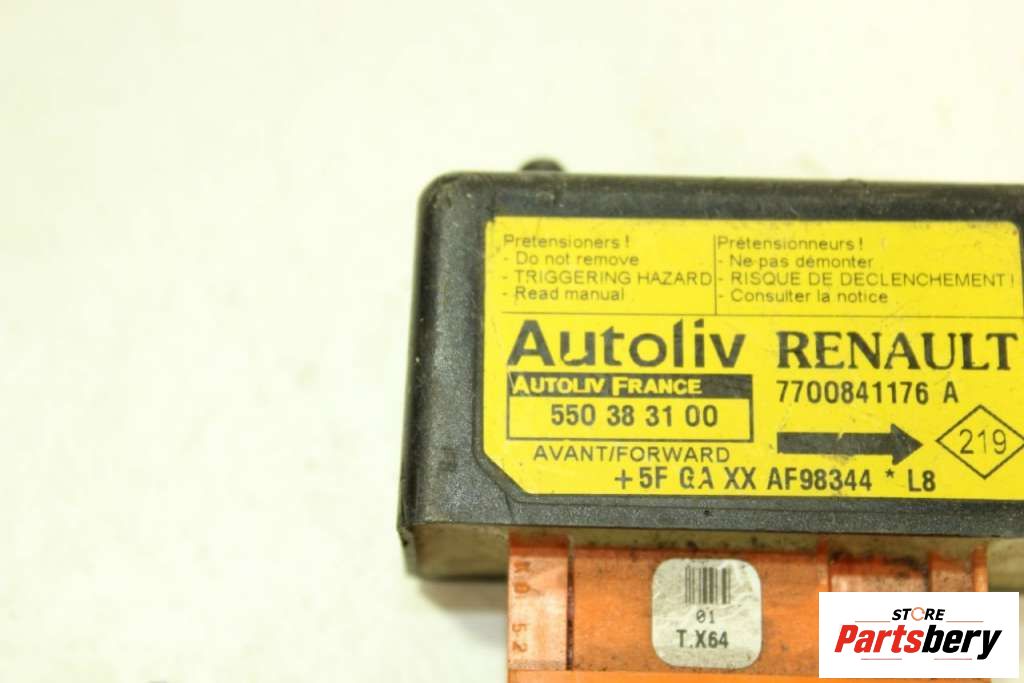 Pretensioners !
- Do not remove
- TRIGGERING HAZARD
- Read manual
Prétensionneurs !
- Ne pas démonter
- RISQUE DE DECLENCHEMENT !
- Consulter la notice
Autoliv
RENAULT
AUTOLIV FRANCE
7700841176 A
550 38 31 00
219
AVANT/FORWARD
+ 5F GA XX AF98344 * L8
01
T.X64
STORE
Partsbery